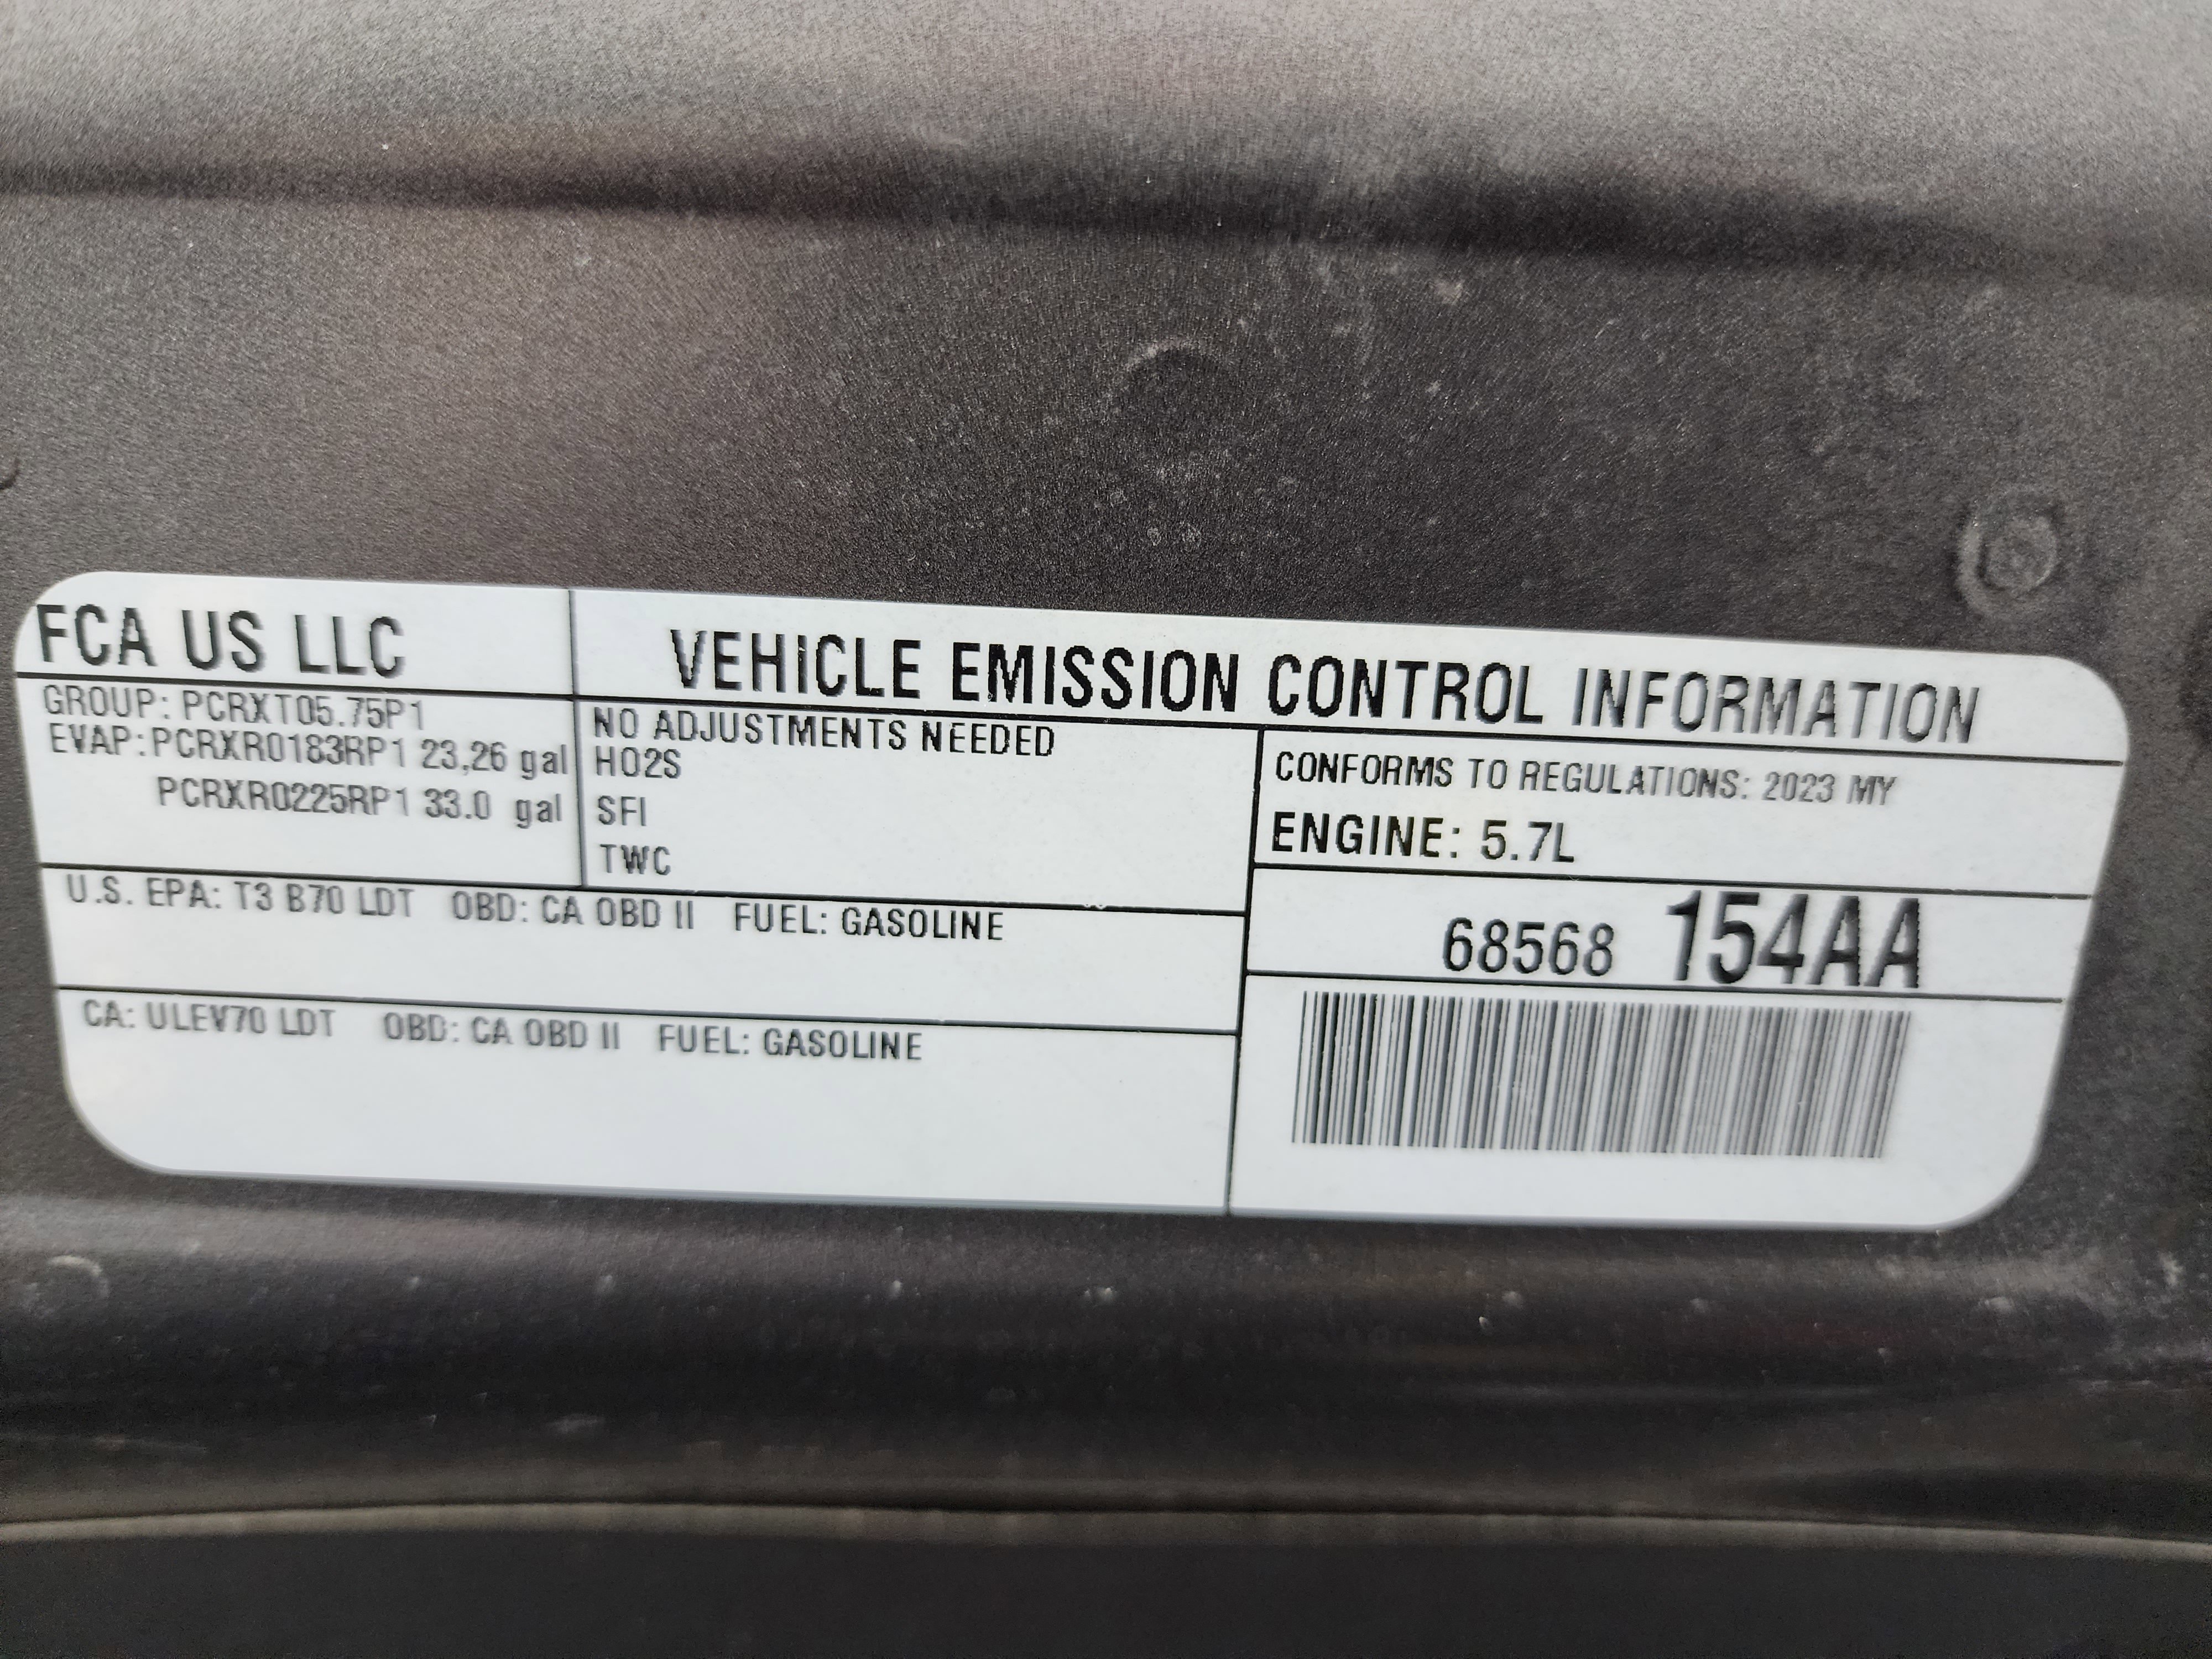 FCA US LLC
VEHICLE EMISSION CONTROL INFORMATION
GROUP: PCRXT05.75P1
EVAP:PCRXR0183RP1 23,26 gal
PCRXR0225RP1 33.0 gal
NO ADJUSTMENTS NEEDED
HO2S
SFI
TWC
CONFORMS TO REGULATIONS: 2023 MY
ENGINE: 5.7L
U.S. EPA: T3 B70 LDT OBD: CA OBD II FUEL: GASOLINE
68568 154AA
CA: ULEV70 LDT OBD: CA OBD II FUEL: GASOLINE